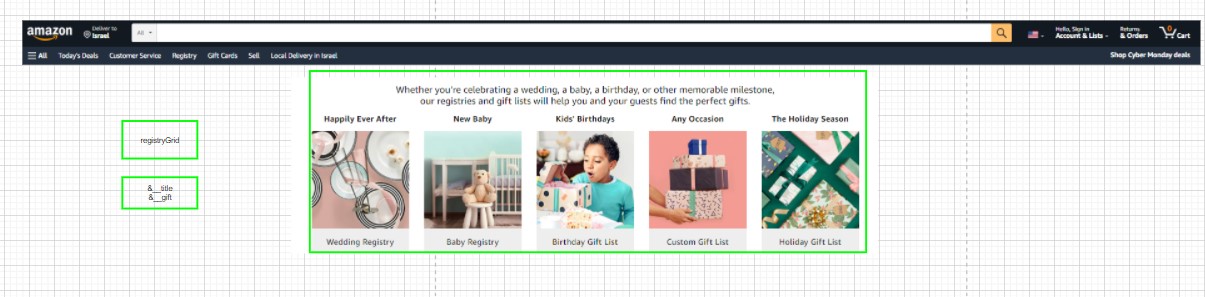 amazon
Deliver to
Israel
All
Hello, Sign in
Account & Lists
Returns
& Orders
0
Cart
All Today's Deals Customer Service Registry Gift Cards Sell Local Delivery in Israel
Shop Cyber Monday deals
Whether you're celebrating a wedding, a baby, a birthday, or other memorable milestone,
our registries and gift lists will help you and your guests find the perfect gifts.
Happily Ever After New Baby Kids' Birthdays Any Occasion The Holiday Season
registryGrid
&__title
&__gift
Wedding Registry Baby Registry Birthday Gift List Custom Gift List Holiday Gift List